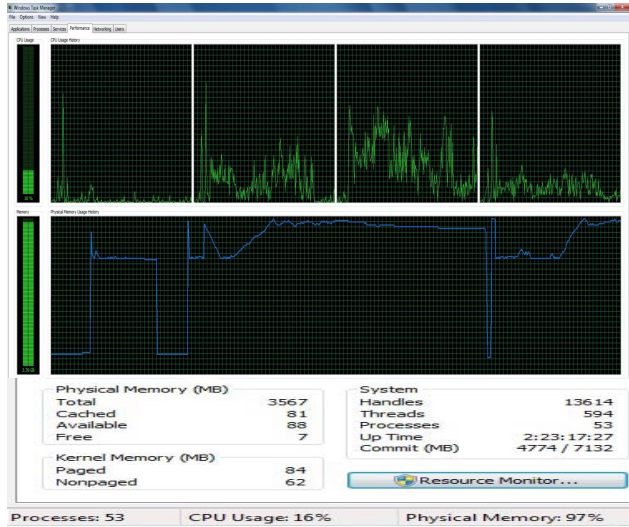 Windows Task Manager
File Options View Help
Applications Processes Services Performance Networking Users
CPU Usage CPU Usage History
16 %
Memory Physical Memory Usage History
Physical Memory (MB)
Total 3567
Cached 81
Available 88
Free 7
Kernel Memory (MB)
Paged 84
Nonpaged 62
System
Handles 13614
Threads 594
Processes 53
Up Time 2:23:17:27
Commit (MB) 4774 / 7132
Resource Monitor...
Processes: 53 CPU Usage: 16% Physical Memory: 97%